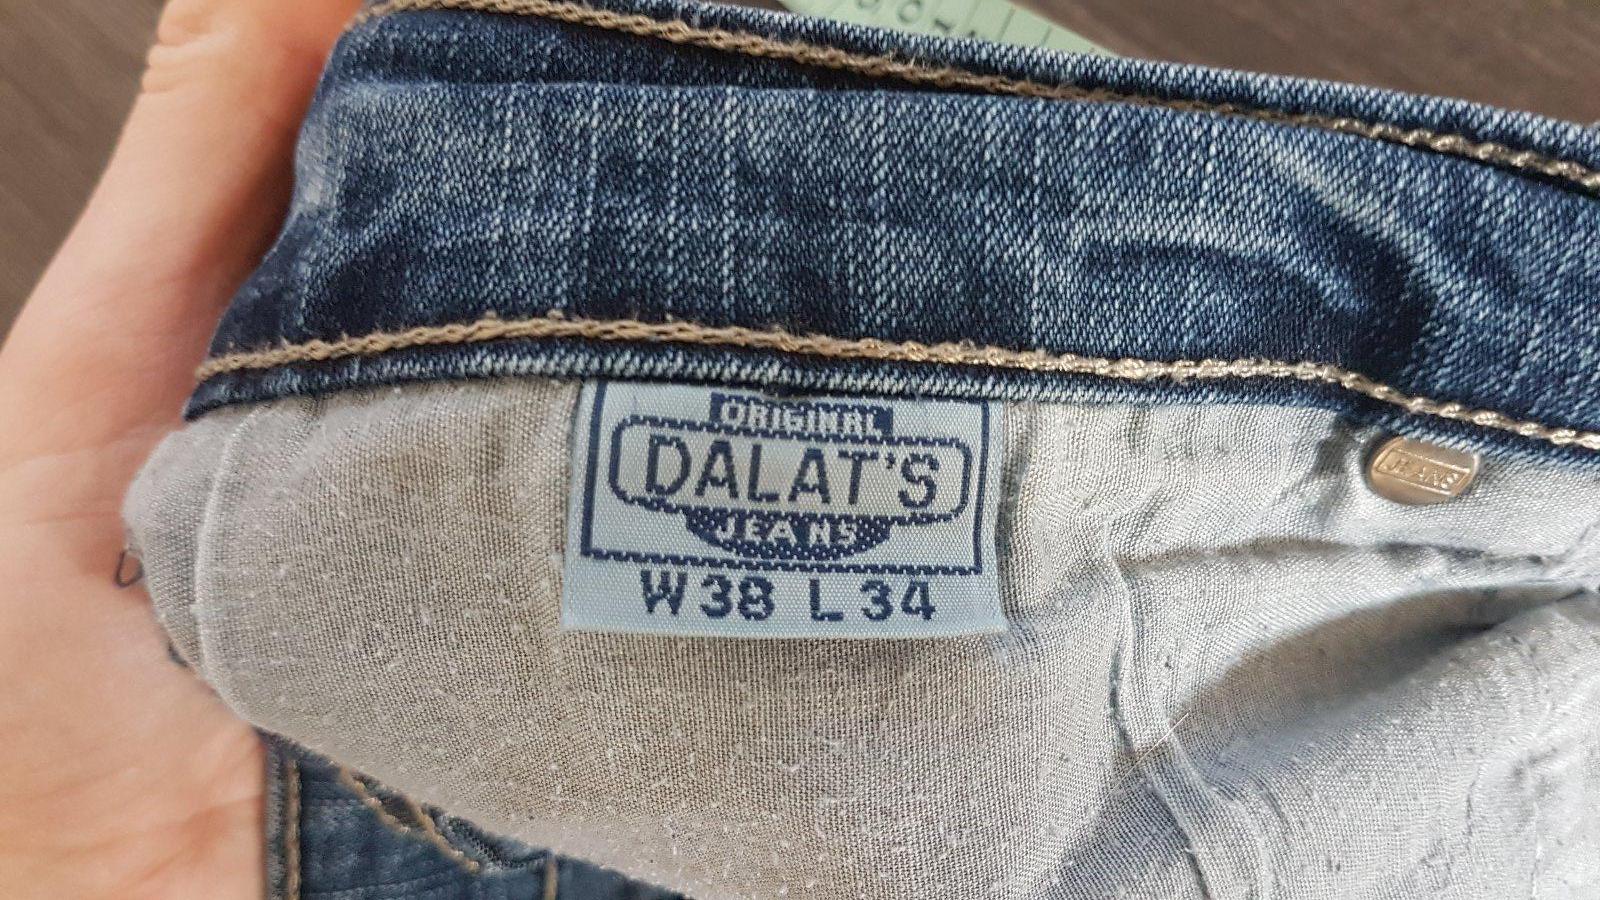 ORIGINAL
DALAT'S
JEANS
W38 L34
JEANS